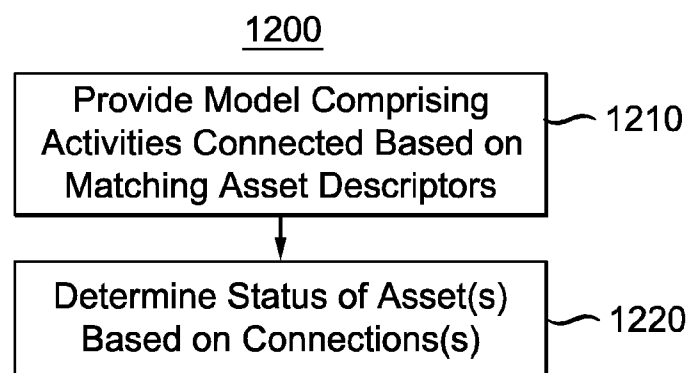 1200
Provide Model Comprising
Activities Connected Based on
Matching Asset Descriptors
1210
Determine Status of Asset(s)
Based on Connections(s)
1220